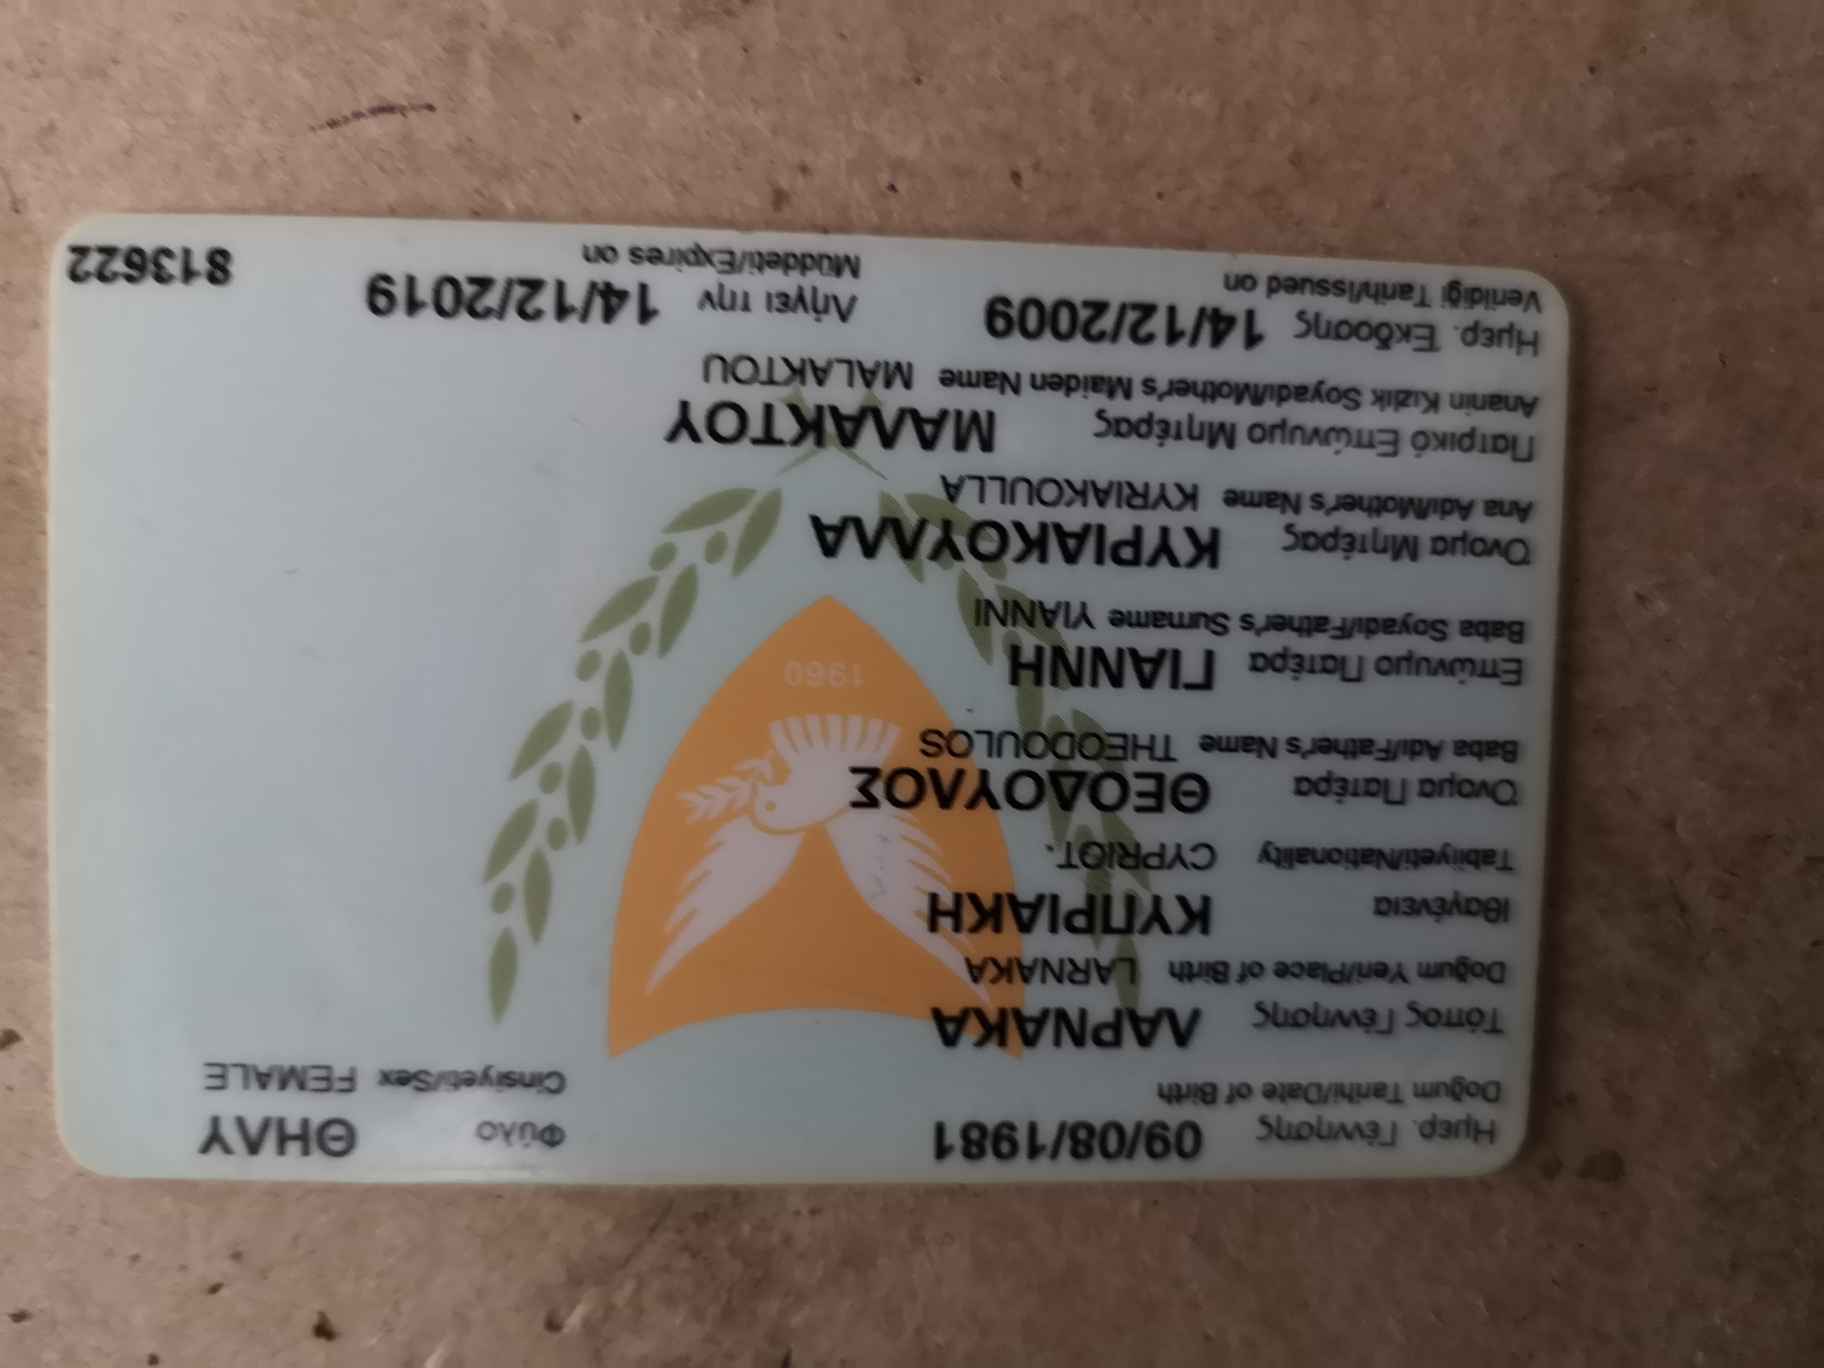 Ημερ. Γέννησης 09/08/1981 Φύλο ΘΗΛΥ
Doğum Tarihi/Date of Birth Cinsiyeti/Sex FEMALE
Τόπος Γέννησης ΛΑΡΝΑΚΑ
Doğum Yeri/Place of Birth LARNAKA
Ιθαγένεια ΚΥΠΡΙΑΚΗ
Tabiiyeti/Nationality CYPRIOT.
Όνομα Πατέρα ΘΕΟΔΟΥΛΟΣ
Baba Adı/Father's Name THEODOULOS
Επώνυμο Πατέρα ΓΙΑΝΝΗ
Baba Soyadı/Father's Surname YIANNI
1960
Όνομα Μητέρας ΚΥΡΙΑΚΟΥΛΛΑ
Ana Adı/Mother's Name KYRIAKOULLA
Πατρικό Επώνυμο Μητέρας ΜΑΛΑΚΤΟΥ
Ananin Kızlık Soyadı/Mother's Maiden Name MALAKTOU
Ημερ. Έκδοσης 14/12/2009 Λήγει την 14/12/2019
Verildiği Tarih/Issued on Müddeti/Expires on
813622